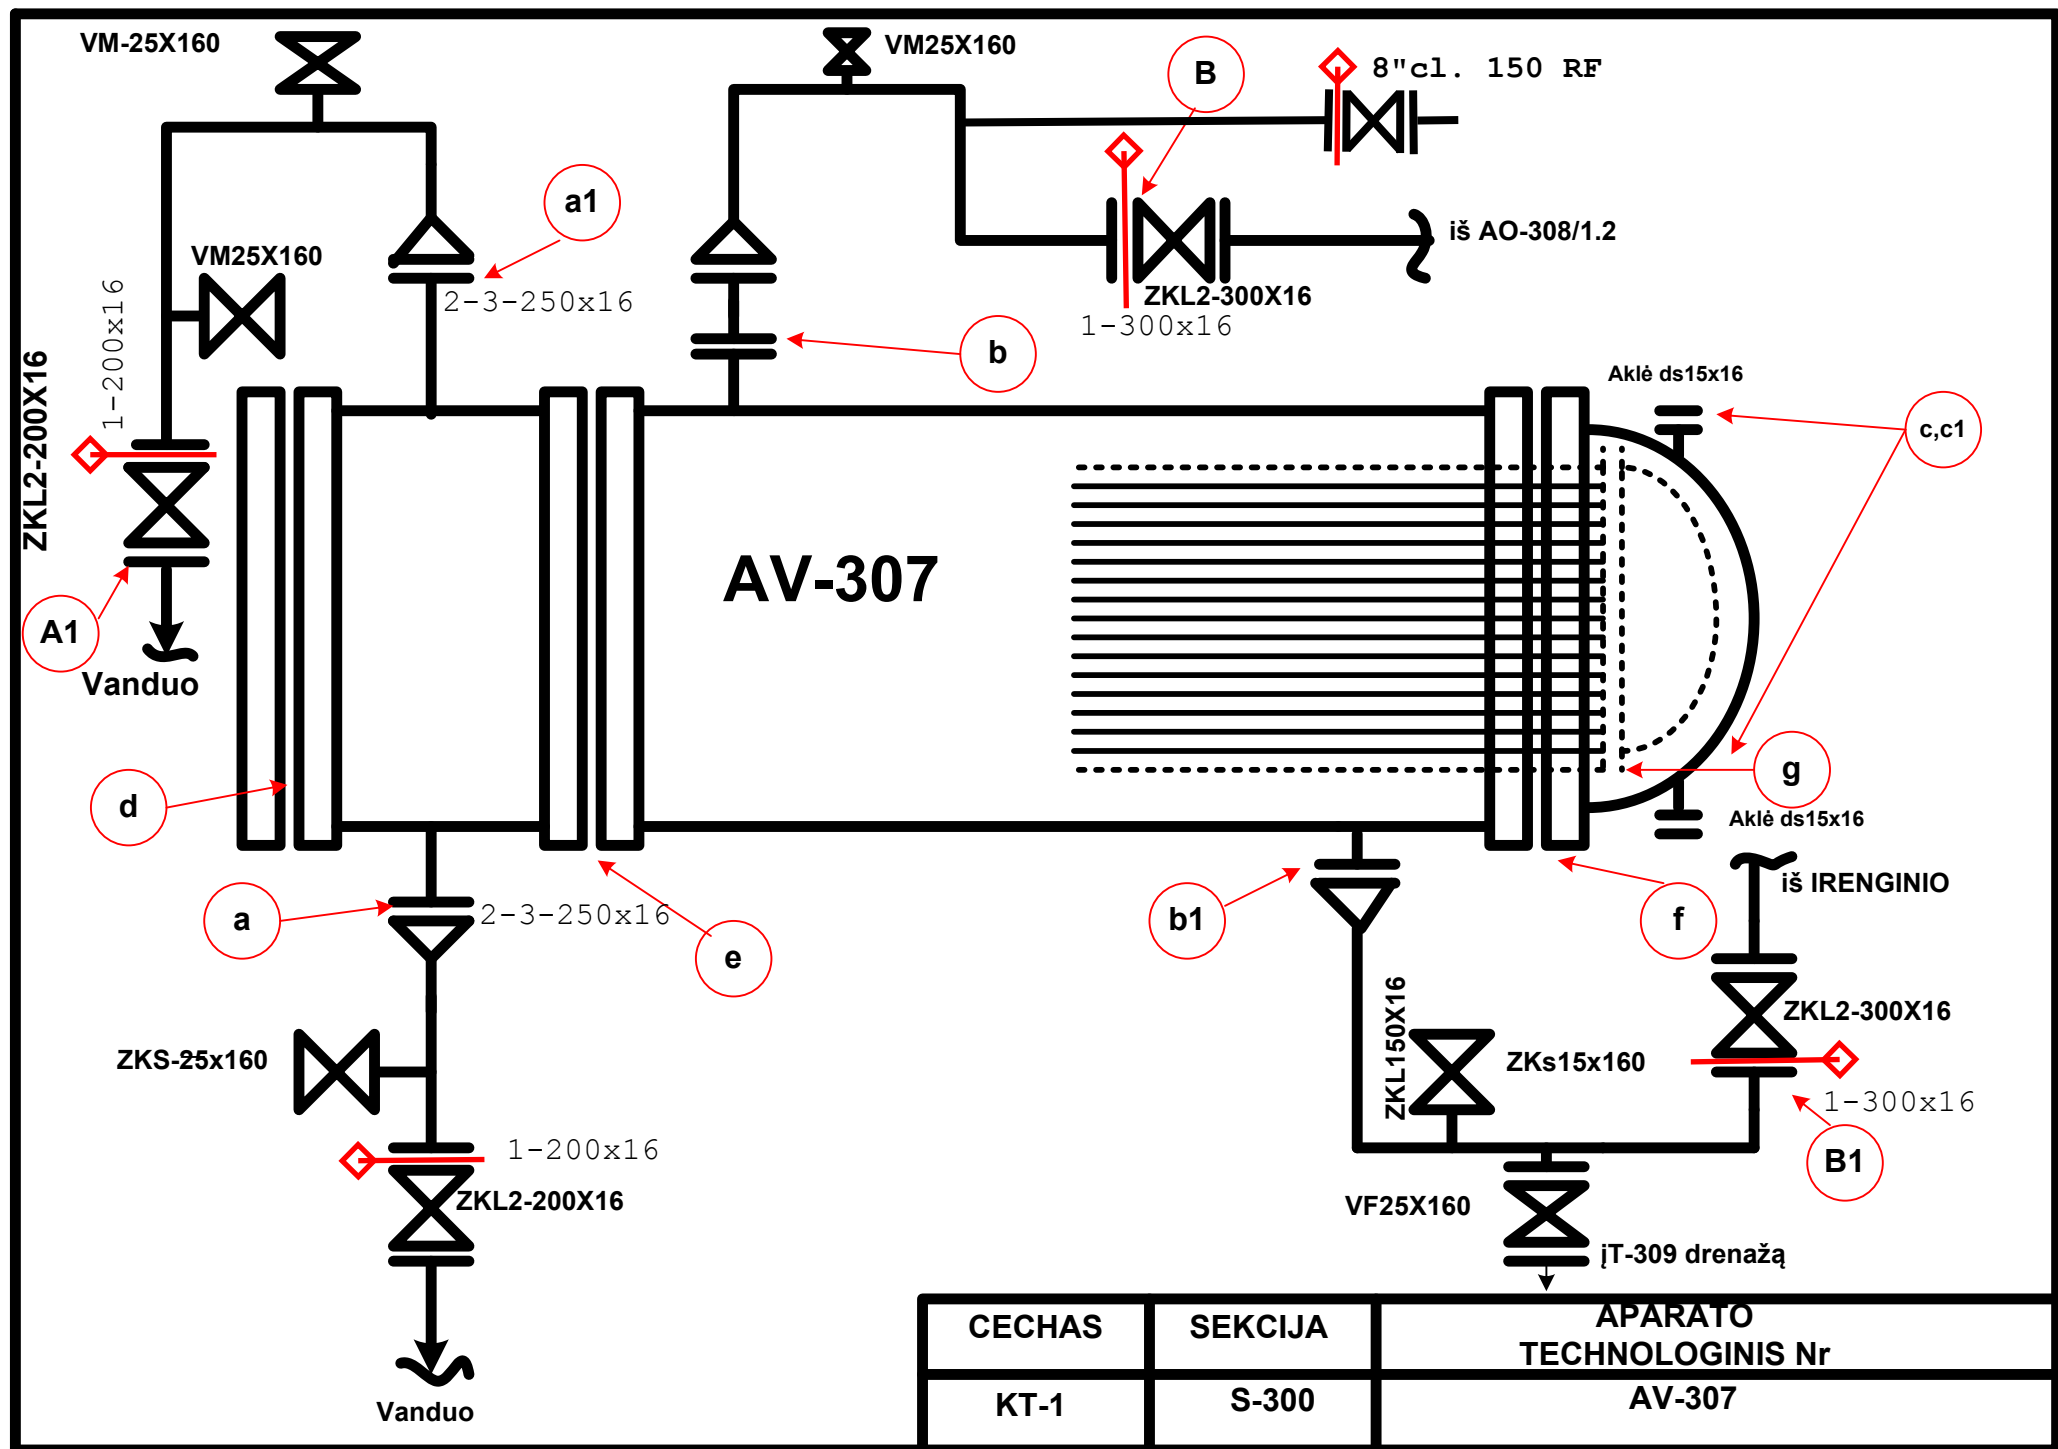 VM-25X160
VM25X160
B
8"cl. 150 RF
a1
iš AO-308/1.2
VM25X160
2-3-250x16
ZKL2-300X16
1-300x16
1-200x16
ZKL2-200X16
b
Aklė ds15x16
c,c1
AV-307
A1
Vanduo
d
g
Aklė ds15x16
iš IRENGINIO
a
2-3-250x16
e
b1
f
ZKL150X16
ZKL2-300X16
ZKS-25x160
ZKs15x160
1-300x16
1-200x16
B1
ZKL2-200X16
VF25X160
įT-309 drenažą
Vanduo
CECHAS
SEKCIJA
APARATO
TECHNOLOGINIS Nr
KT-1
S-300
AV-307